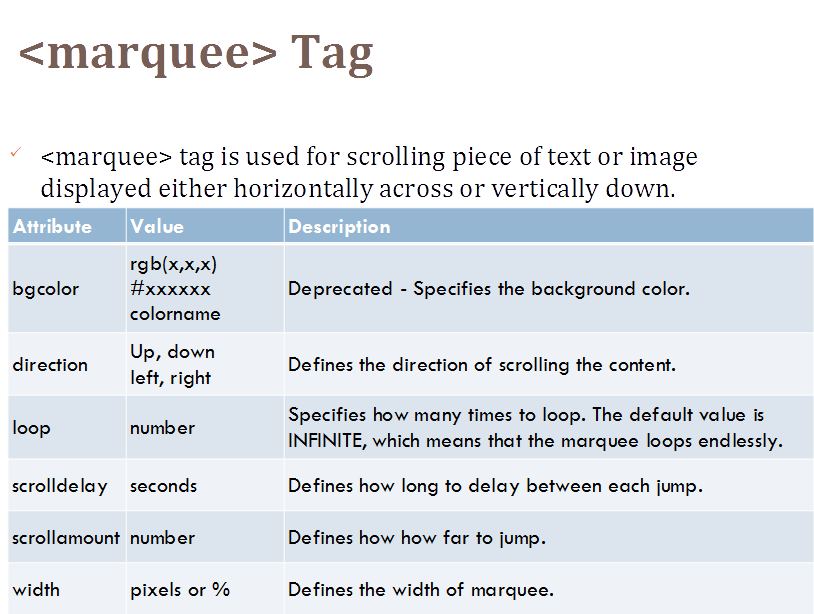 <marquee> Tag
<marquee> tag is used for scrolling piece of text or image
displayed either horizontally across or vertically down.
Attribute Value Description
bgcolor
rgb(x,x,x)
#xxxxxx
colorname
Deprecated - Specifies the background color.
direction
Up, down
left, right
Defines the direction of scrolling the content.
loop
number
Specifies how many times to loop. The default value is
INFINITE, which means that the marquee loops endlessly.
scrolldelay seconds Defines how long to delay between each jump.
scrollamount number Defines how how far to jump.
width pixels or % Defines the width of marquee.